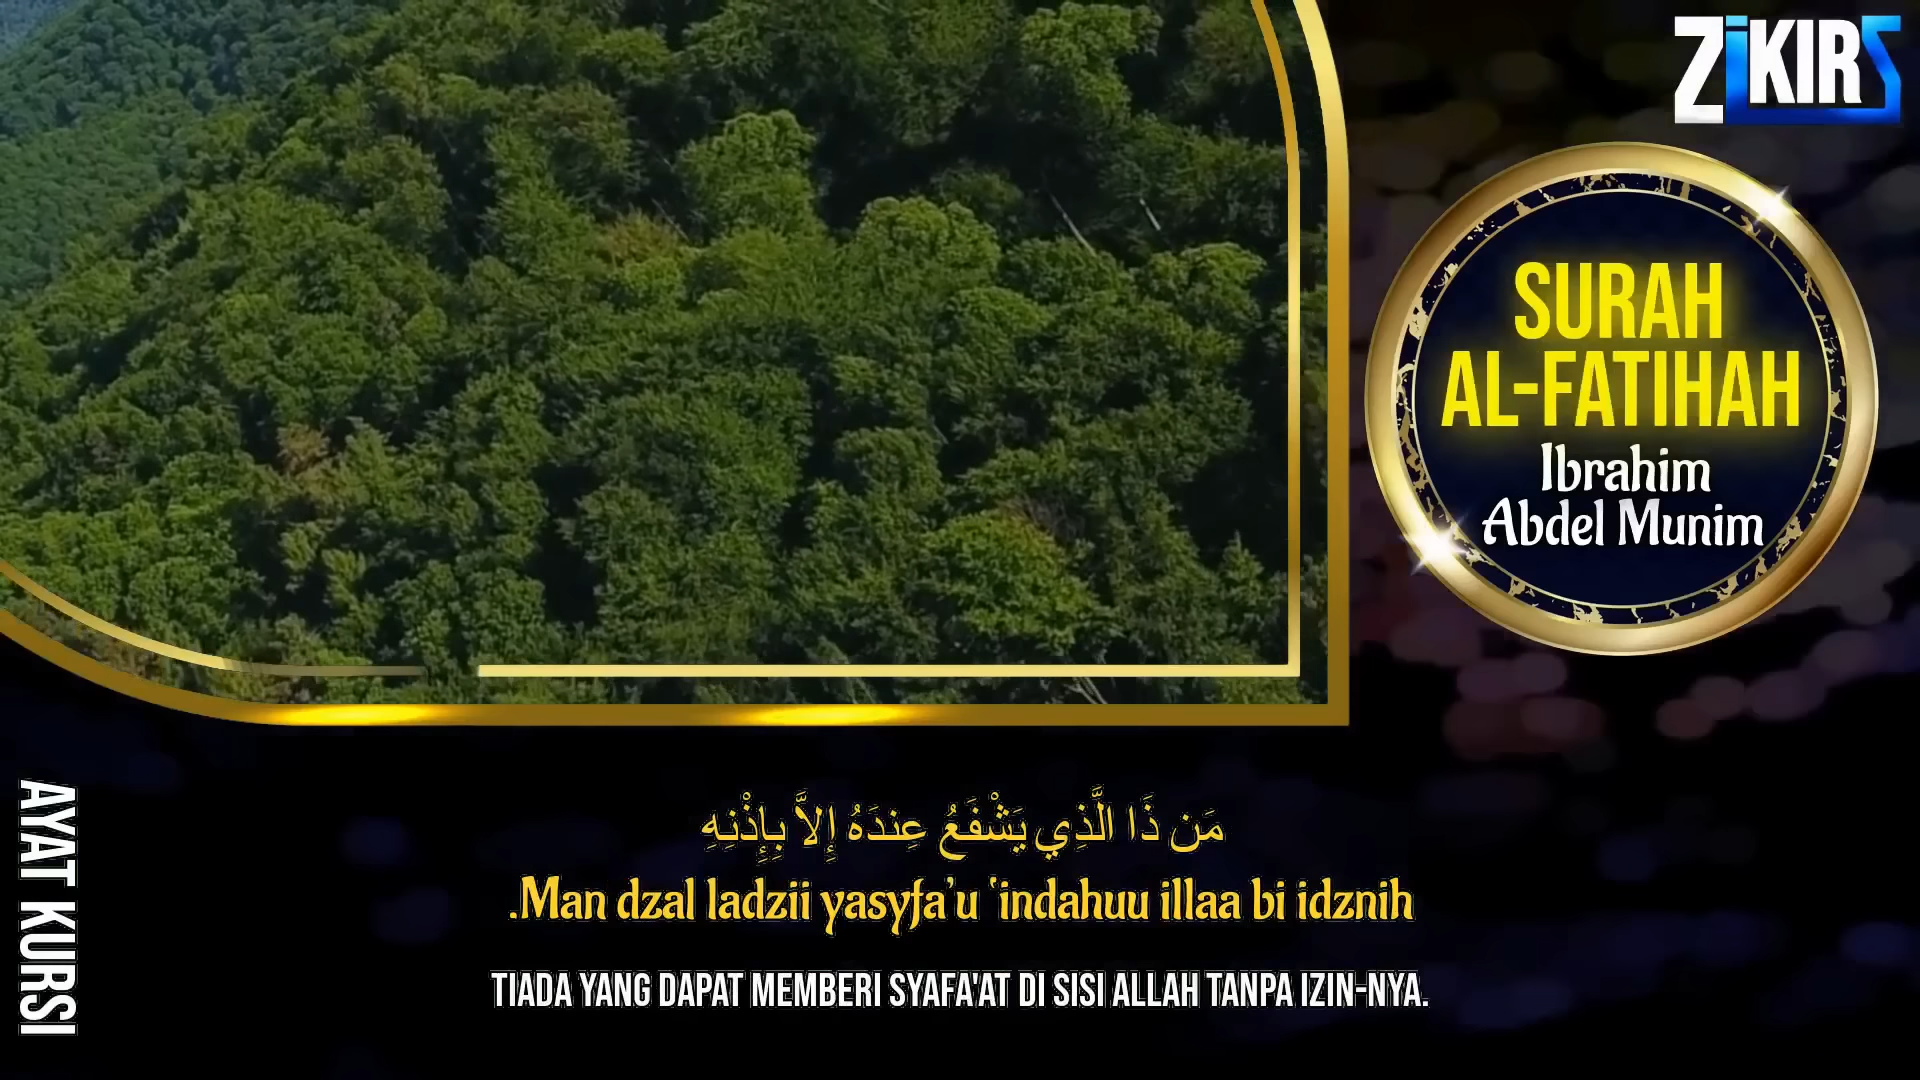 ZiKIRS
SURAH
AL-FATIHAH
Ibrahim
Abdel Munim
مَن ذَا الَّذِي يَشْفَعُ عِندَهُ إِلاَّ بِإِذْنِهِ
.Man dzal ladzii yasyfa'u 'indahuu illaa bi idznih
TIADA YANG DAPAT MEMBERI SYAFA'AT DI SISI ALLAH TANPA IZIN-NYA.
AYAT KURSI